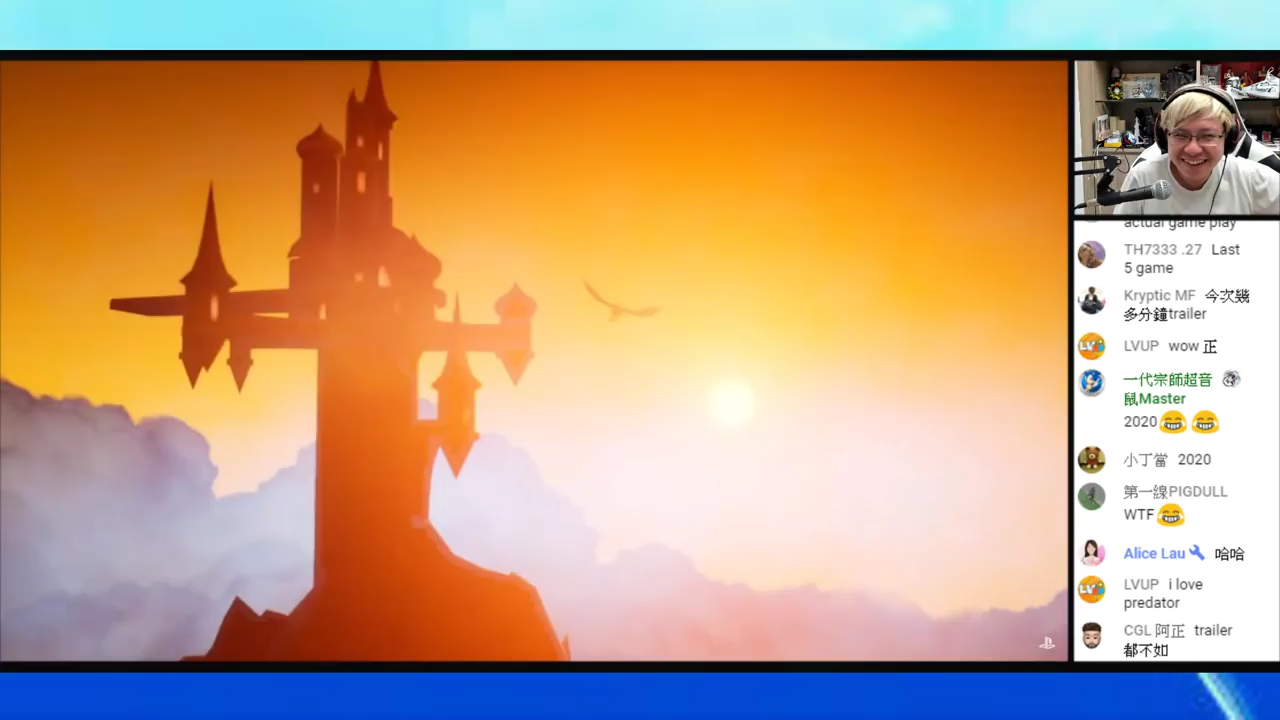 actual game play
TH7333 .27 Last
5 game
Kryptic MF 今次幾
多分鐘trailer
LVUP wow 正
一代宗師超音
鼠Master
2020
小丁當 2020
第一線PIGDULL
WTF
Alice Lau 哈哈
LVUP i love
predator
CGL 阿正 trailer
都不如